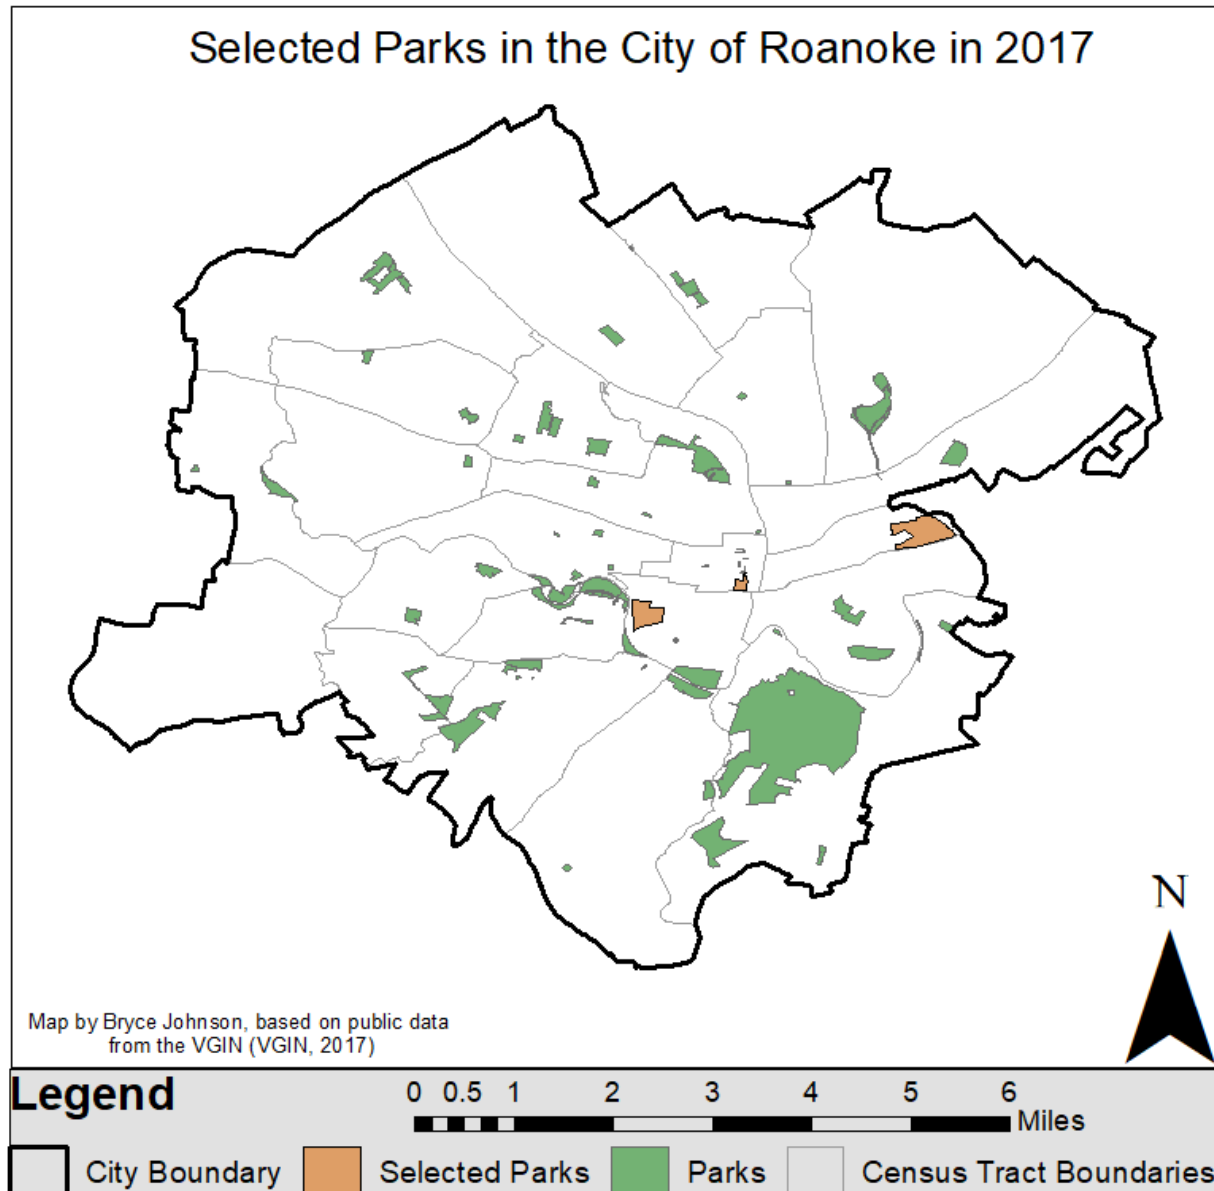 Selected Parks in the City of Roanoke in 2017
N
Map by Bryce Johnson, based on public data
from the VGIN (VGIN, 2017)
Legend
0 0.5 1 2 3 4 5 6
Miles
City Boundary Selected Parks Parks Census Tract Boundaries